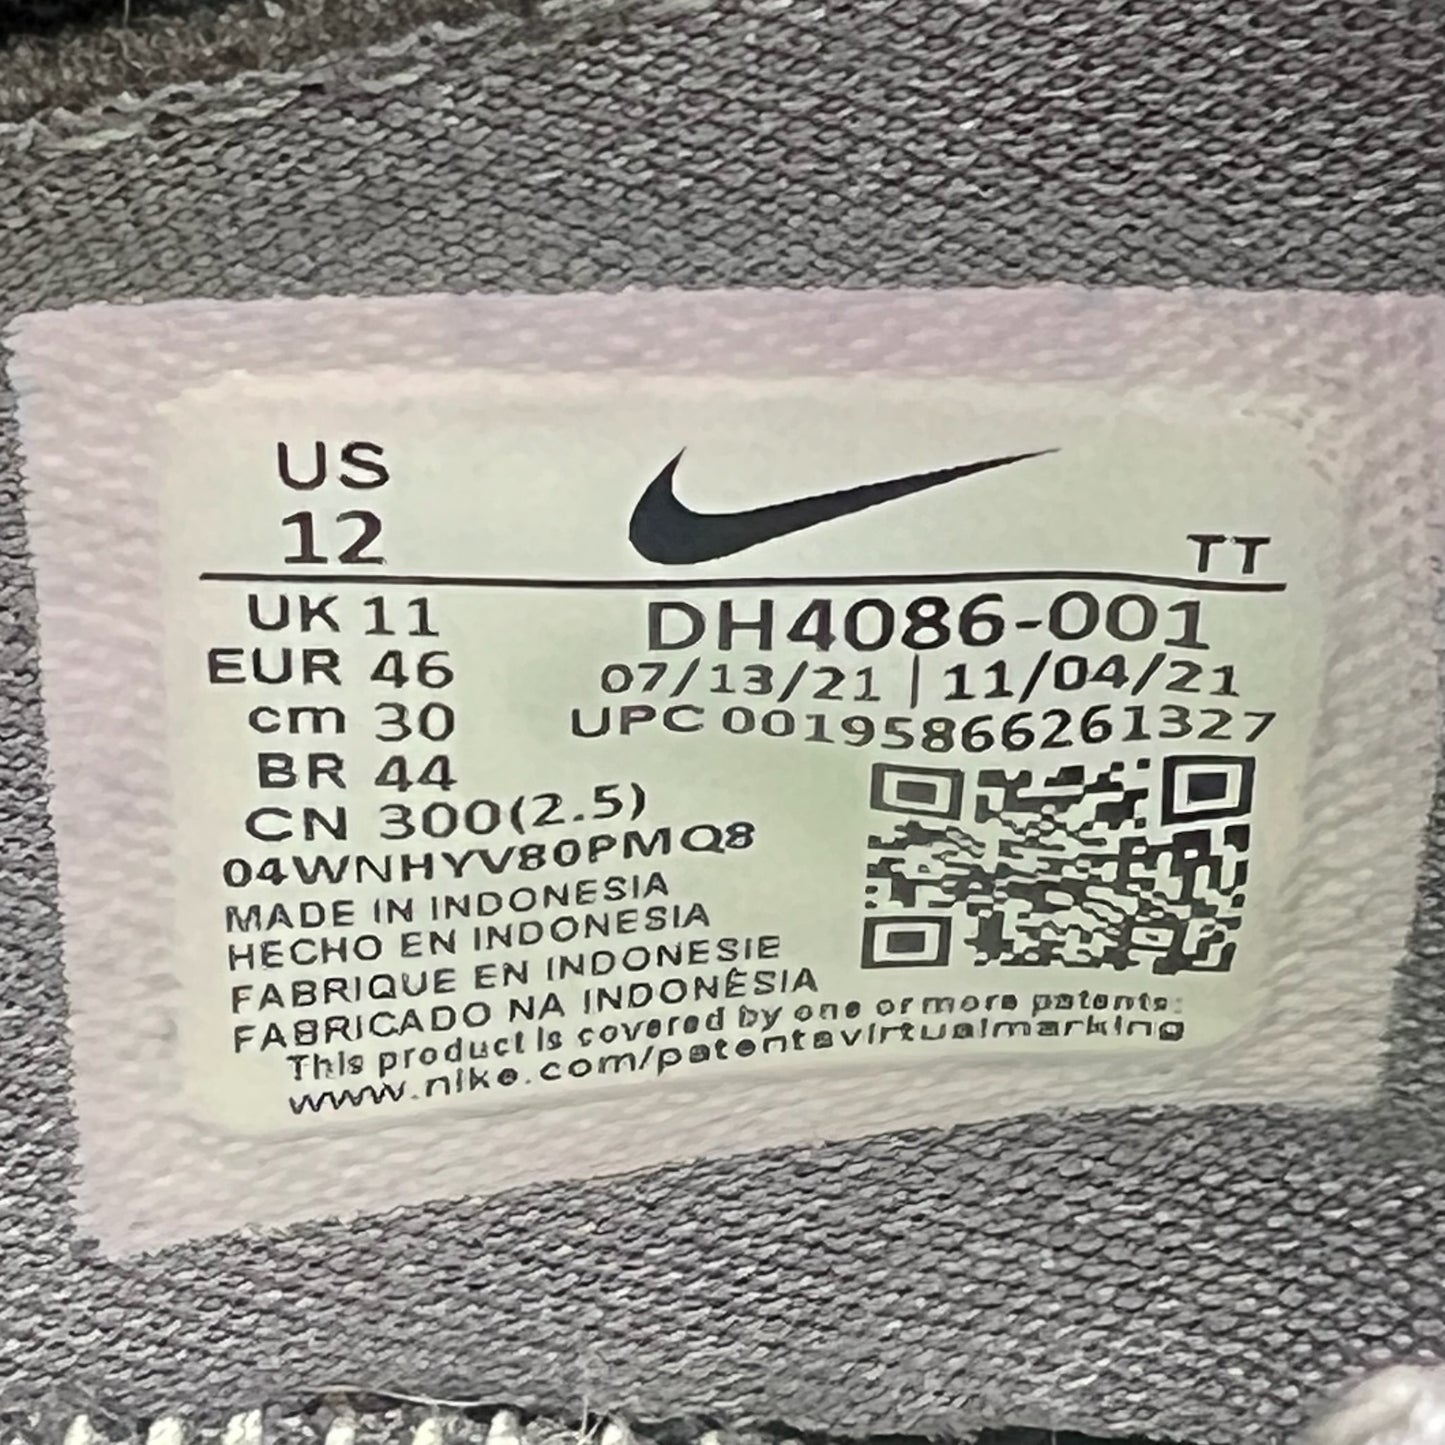 US
12
TT
UK 11
EUR 46
cm 30
BR 44
CN 300(2.5)
DH4086-001
07/13/21 | 11/04/21
UPC 00195866261327
04WNHYV80PMQ8
MADE IN INDONESIA
HECHO EN INDONESIA
FABRIQUE EN INDONESIE
FABRICADO NA INDONÉSIA
This product is covered by one or more patents:
www.nike.com/patentsvirtualmarking